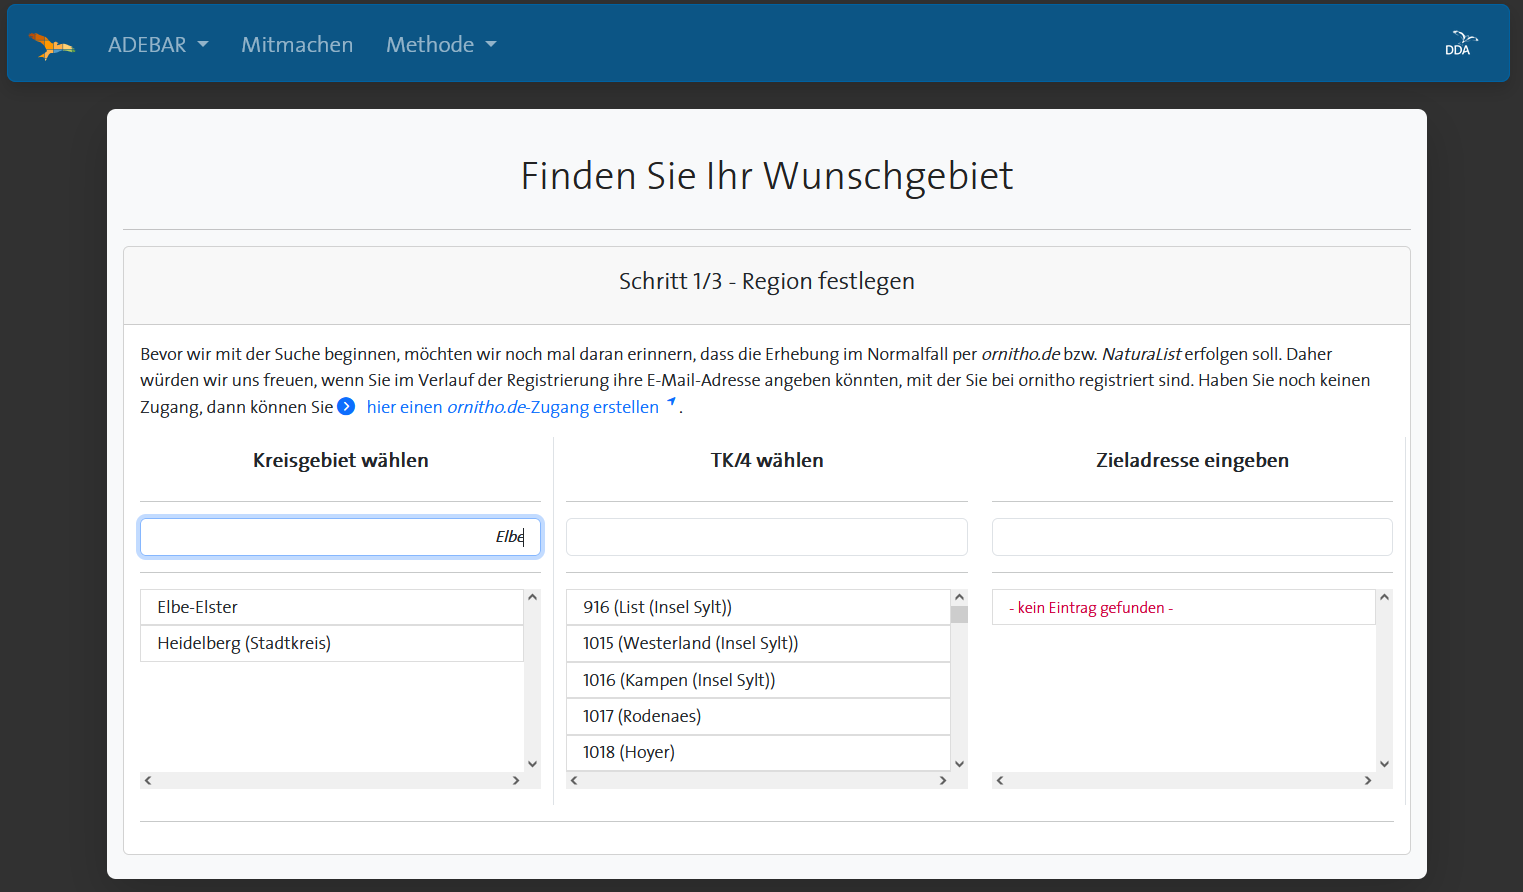 ADEBAR Mitmachen Methode DDA
Finden Sie Ihr Wunschgebiet
Schritt 1/3 - Region festlegen
Bevor wir mit der Suche beginnen, möchten wir noch mal daran erinnern, dass die Erhebung im Normalfall per ornitho.de bzw. NaturaList erfolgen soll. Daher
würden wir uns freuen, wenn Sie im Verlauf der Registrierung ihre E-Mail-Adresse angeben könnten, mit der Sie bei ornitho registriert sind. Haben Sie noch keinen
Zugang, dann können Sie hier einen ornitho.de-Zugang erstellen .
Kreisgebiet wählen
Elbe
Elbe-Elster
Heidelberg (Stadtkreis)
TK/4 wählen
916 (List (Insel Sylt))
1015 (Westerland (Insel Sylt))
1016 (Kampen (Insel Sylt))
1017 (Rodenaes)
1018 (Hoyer)
Zieladresse eingeben
- kein Eintrag gefunden -